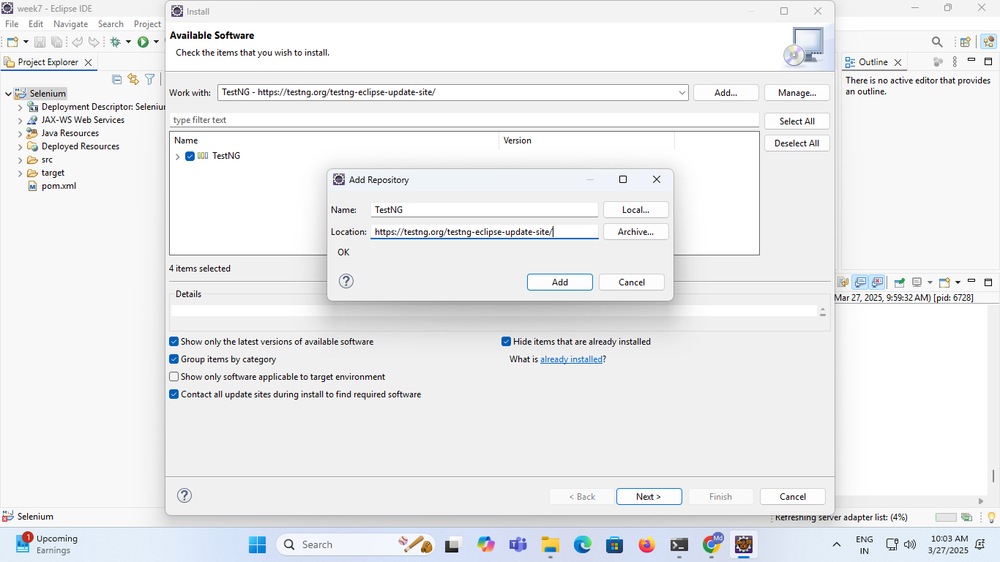 week7 - Eclipse IDE
File Edit Navigate Search Project
Project Explorer
Selenium
Deployment Descriptor: Seleniu
JAX-WS Web Services
Java Resources
Deployed Resources
src
target
pom.xml
Install
Available Software
Check the items that you wish to install.
Work with: TestNG - https://testng.org/testng-eclipse-update-site/ Add... Manage...
type filter text
Select All
Deselect All
Name Version
TestNG
4 items selected
Details
Show only the latest versions of available software
Group items by category
Show only software applicable to target environment
Contact all update sites during install to find required software
Hide items that are already installed
What is already installed?
< Back Next > Finish Cancel
Add Repository
Name: TestNG Local...
Location: https://testng.org/testng-eclipse-update-site/ Archive...
OK
Add Cancel
Outline
There is no active editor that provides
an outline.
Mar 27, 2025, 9:59:32 AM) [pid: 6728]
Selenium
Refreshing server adapter list: (4%)
1
Upcoming
Earnings
Search
Md
ENG
IN
10:03 AM
3/27/2025